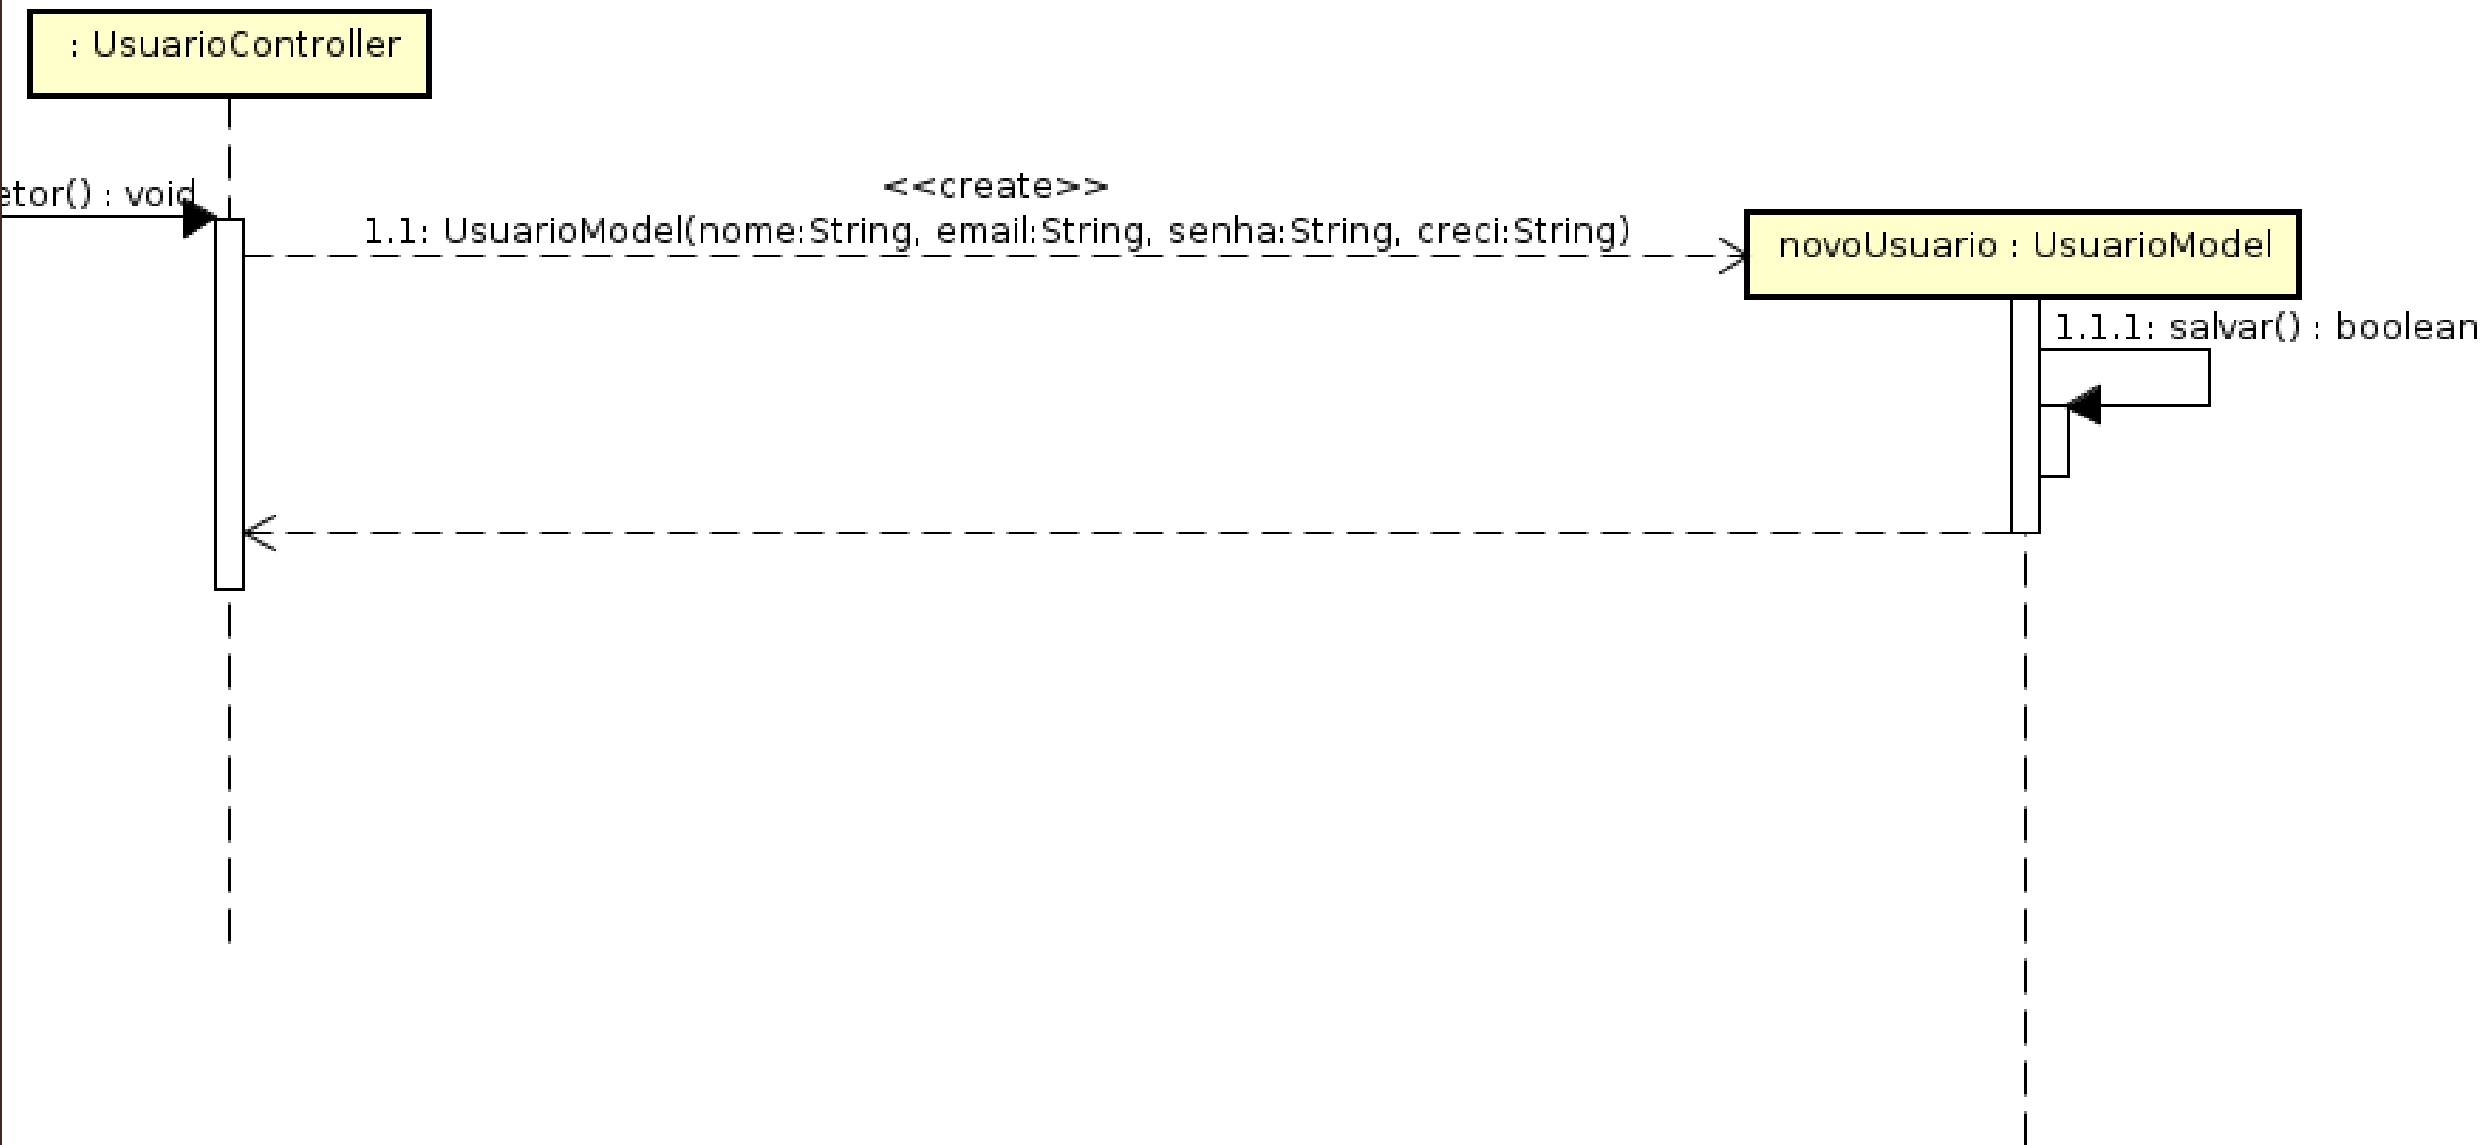 : UsuarioController
etor() : void
<<create>>
1.1: UsuarioModel(nome:String, email:String, senha:String, creci:String)
novoUsuario : UsuarioModel
1.1.1: salvar() : boolean